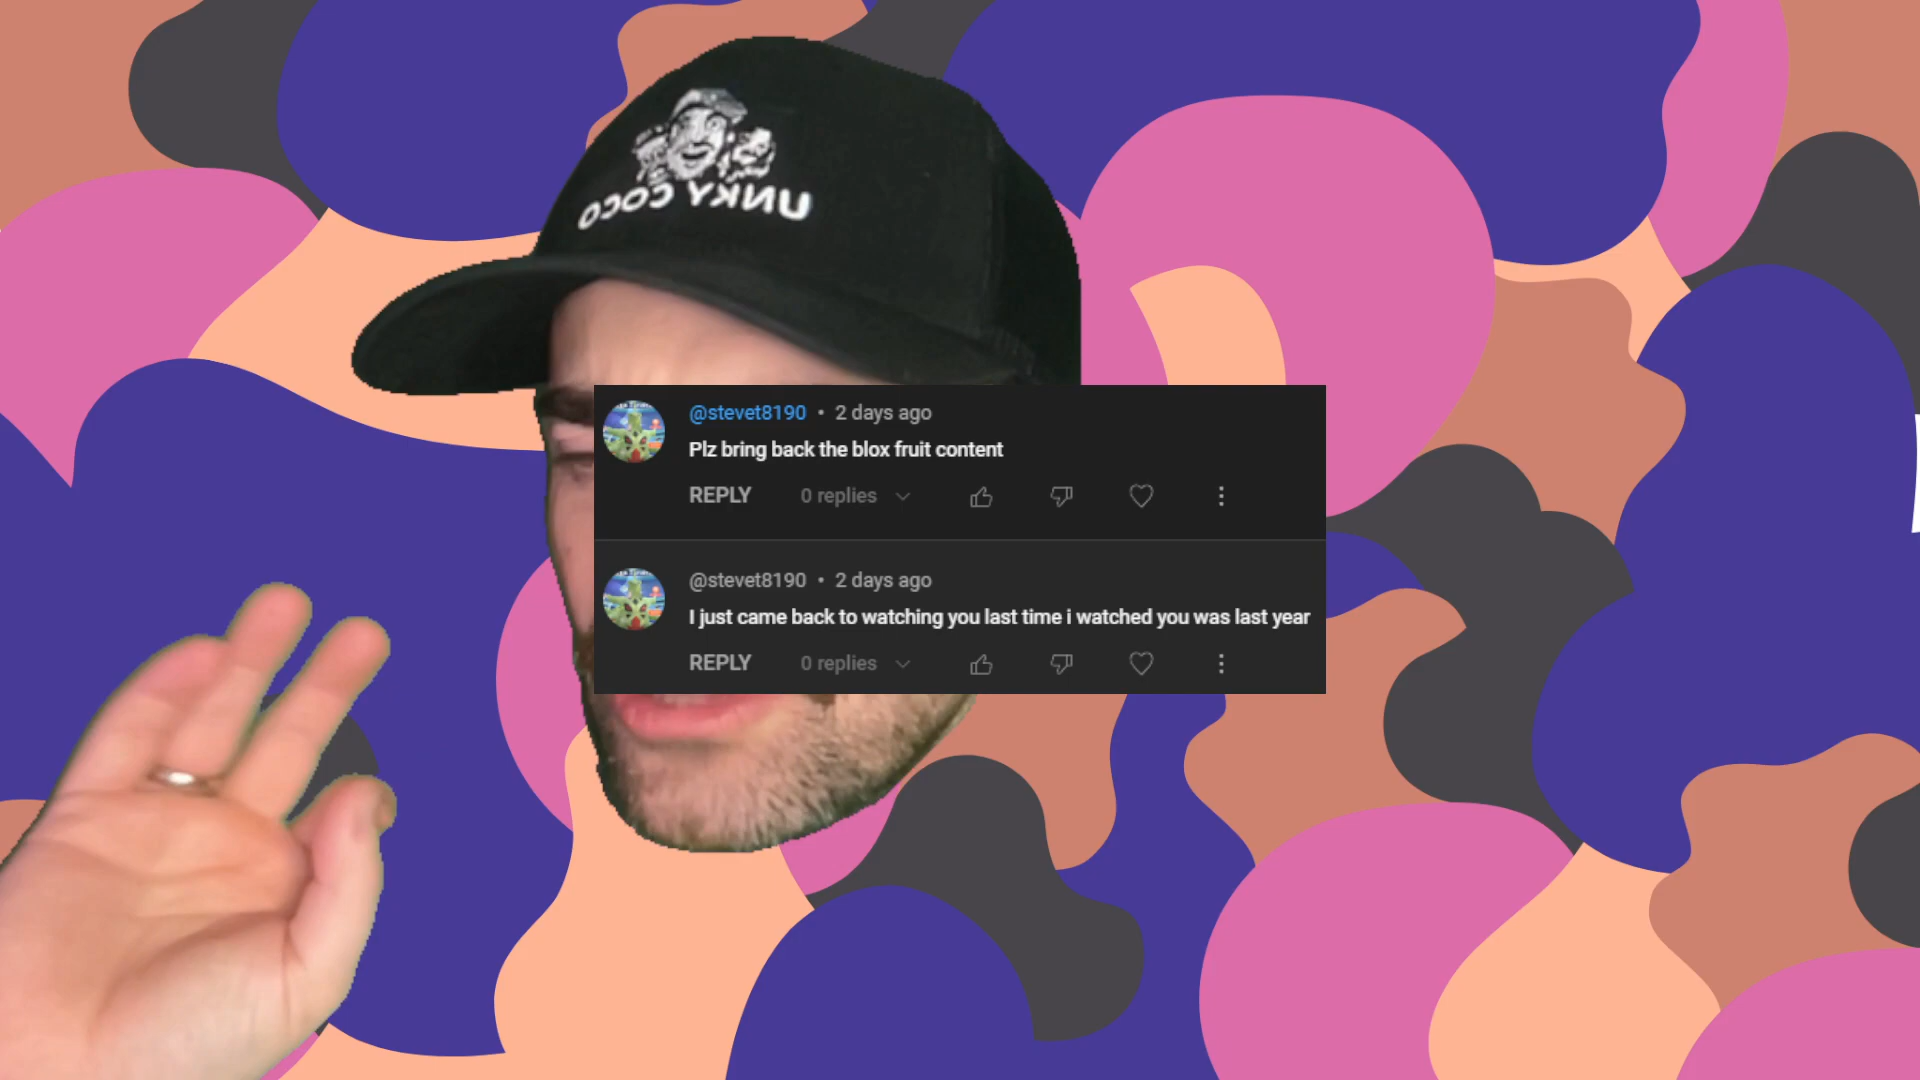 UNKY COCO
@stevet8190 • 2 days ago
Plz bring back the blox fruit content
REPLY 0 replies
@stevet8190 • 2 days ago
I just came back to watching you last time i watched you was last year
REPLY 0 replies